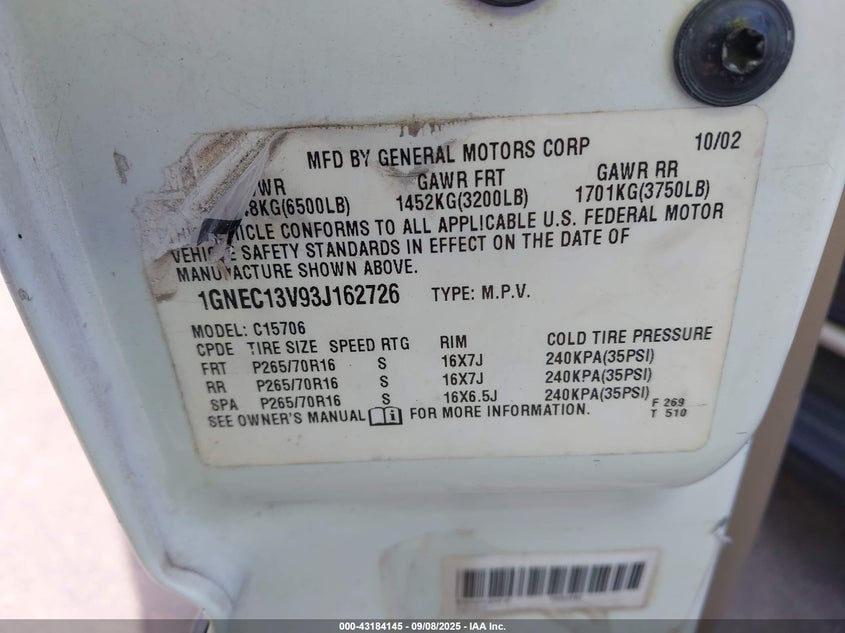 MFD BY GENERAL MOTORS CORP 10/02
GAWR FRT GAWR RR
8KG(6500LB) 1452KG(3200LB) 1701KG(3750LB)
VEHICLE CONFORMS TO ALL APPLICABLE U.S. FEDERAL MOTOR
VEHICLE SAFETY STANDARDS IN EFFECT ON THE DATE OF
MANUFACTURE SHOWN ABOVE.
1GNEC13V93J162726 TYPE: M.P.V.
MODEL: C15706
CPDE TIRE SIZE SPEED RTG RIM COLD TIRE PRESSURE
FRT P265/70R16 S 16X7J 240KPA(35PSI)
RR P265/70R16 S 16X7J 240KPA(35PSI)
SPA P265/70R16 S 16X6.5J 240KPA(35PSI)
SEE OWNER'S MANUAL FOR MORE INFORMATION.
F 269
T 510
000-43184145 - 09/08/2025 - IAA Inc.